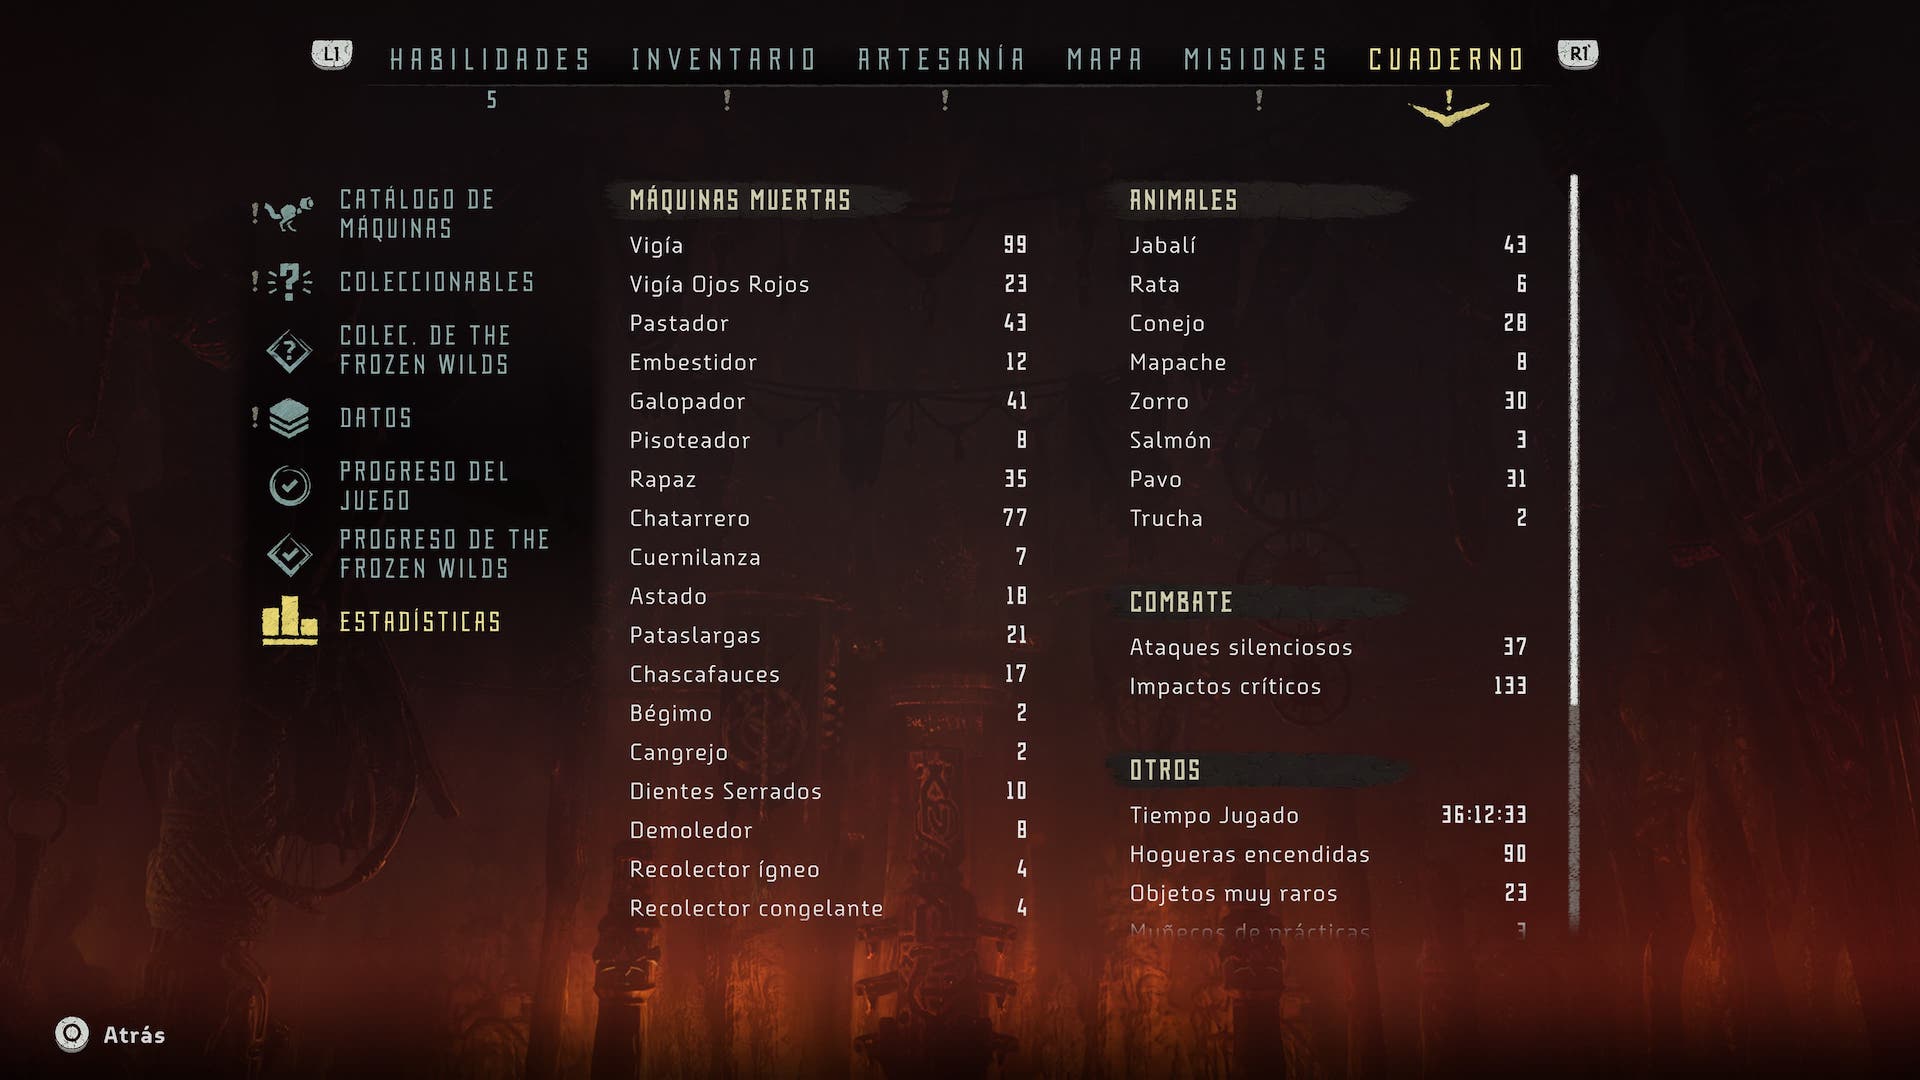 L1 HABILIDADES INVENTARIO ARTESANÍA MAPA MISIONES CUADERNO R1
5 ! ! ! !
! CATÁLOGO DE
MÁQUINAS
! COLECCIONABLES
? COLEC. DE THE
FROZEN WILDS
! DATOS
PROGRESO DEL
JUEGO
PROGRESO DE THE
FROZEN WILDS
ESTADÍSTICAS
MÁQUINAS MUERTAS
Vigía 99
Vigía Ojos Rojos 23
Pastador 43
Embestidor 12
Galopador 41
Pisoteador 8
Rapaz 35
Chatarrero 77
Cuernilanza 7
Astado 18
Pataslargas 21
Chascafauces 17
Bégimo 2
Cangrejo 2
Dientes Serrados 10
Demoledor 8
Recolector ígneo 4
Recolector congelante 4
ANIMALES
Jabalí 43
Rata 6
Conejo 28
Mapache 8
Zorro 30
Salmón 3
Pavo 31
Trucha 2
COMBATE
Ataques silenciosos 37
Impactos críticos 133
OTROS
Tiempo Jugado 36:12:33
Hogueras encendidas 90
Objetos muy raros 23
Muñecos de prácticas 3
Atrás